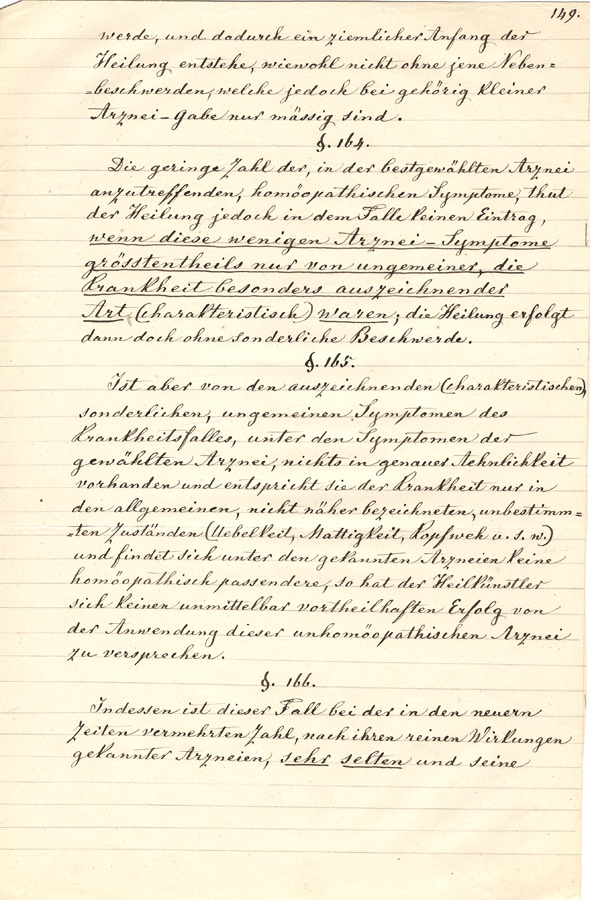 149.
werde, und dadurch ein ziemlicher Anfang der
Heilung entstehe, wiewohl nicht ohne jene Neben=
=beschwerden, welche jedoch bei gehörig kleiner
Arznei-Gabe nur mässig sind.
§. 164.
Die geringe Zahl der, in der bestgewählten Arznei
anzutreffenden, homöopathischen Symptome, thut
der Heilung jedoch in dem Falle keinen Eintrag,
wenn diese wenigen Arznei-Symptome
grösstentheils nur von ungemeiner, die
Krankheit besonders auszeichnender
Art, (charakteristisch) waren; die Heilung erfolgt
dann doch ohne sonderliche Beschwerde.
§. 165.
Ist aber von den auszeichnenden (charakteristischen),
sonderlichen, ungemeinen Symptomen des
Krankheitsfalles, unter den Symptomen der
gewählten Arznei, nichts in genauer Aehnlichkeit
vorhanden und entspricht sie der Krankheit nur in
den allgemeinen, nicht näher bezeichneten, unbestimm=
=ten Zuständen (Uebelkeit, Mattigkeit, Kopfweh u. s. w.)
und findet sich unter den gekannten Arzneien keine
homöopathisch passendere, so hat der Heilkünstler
sich keinen unmittelbar vortheilhaften Erfolg von
der Anwendung dieser unhomöopathischen Arznei
zu versprechen.
§. 166.
Indessen ist dieser Fall bei der in den neuern
Zeiten vermehrten Zahl, nach ihren reinen Wirkungen
gekannter Arzneien, sehr selten und seine